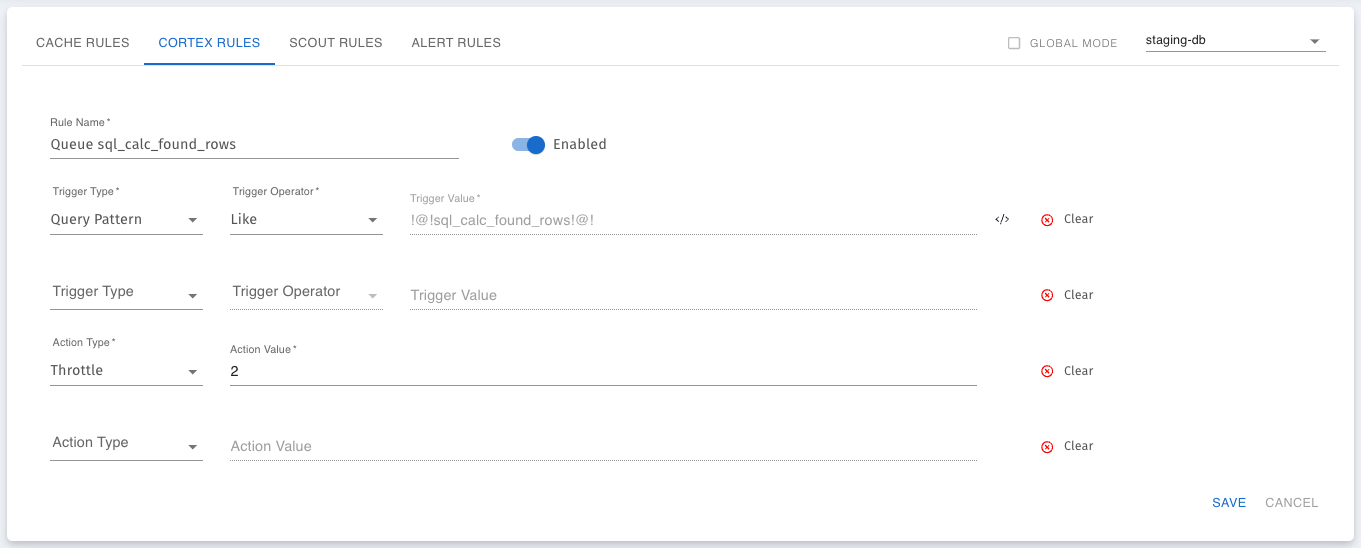 CACHE RULES CORTEX RULES SCOUT RULES ALERT RULES GLOBAL MODE staging-db
Rule Name*
Queue sql_calc_found_rows Enabled
Trigger Type* Trigger Operator* Trigger Value*
Query Pattern Like !@!sql_calc_found_rows!@! </> Clear
Trigger Type Trigger Operator Trigger Value Clear
Action Type* Action Value*
Throttle 2 Clear
Action Type Action Value Clear
SAVE CANCEL